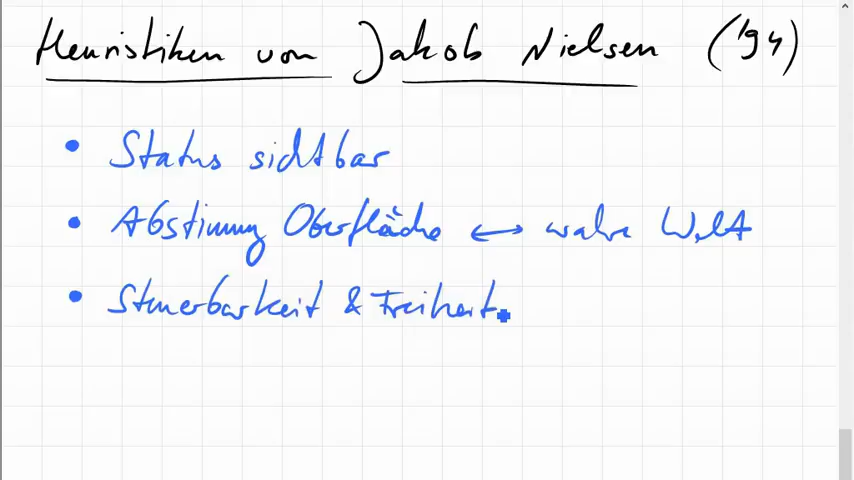 Heuristiken von Jakob Nielsen ('94)
• Status sichtbar
• Abstimmung Oberfläche ↔ wahre Welt
• Steuerbarkeit & Freiheit